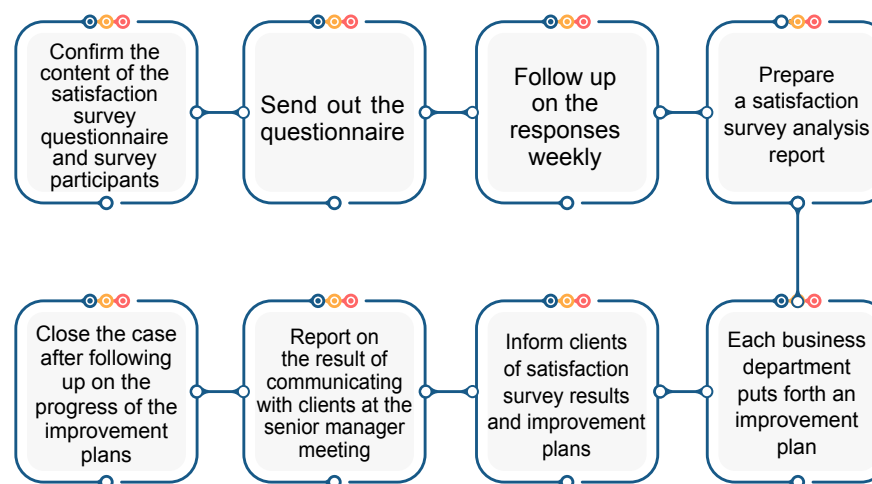 Confirm the
content of the
satisfaction
survey
questionnaire
and survey
participants
Send out the
questionnaire
Follow up
on the
responses
weekly
Prepare
a satisfaction
survey analysis
report
Each business
department
puts forth an
improvement
plan
Inform clients
of satisfaction
survey results
and improvement
plans
Report on
the result of
communicating
with clients at the
senior manager
meeting
Close the case
after following
up on the
progress of the
improvement
plans